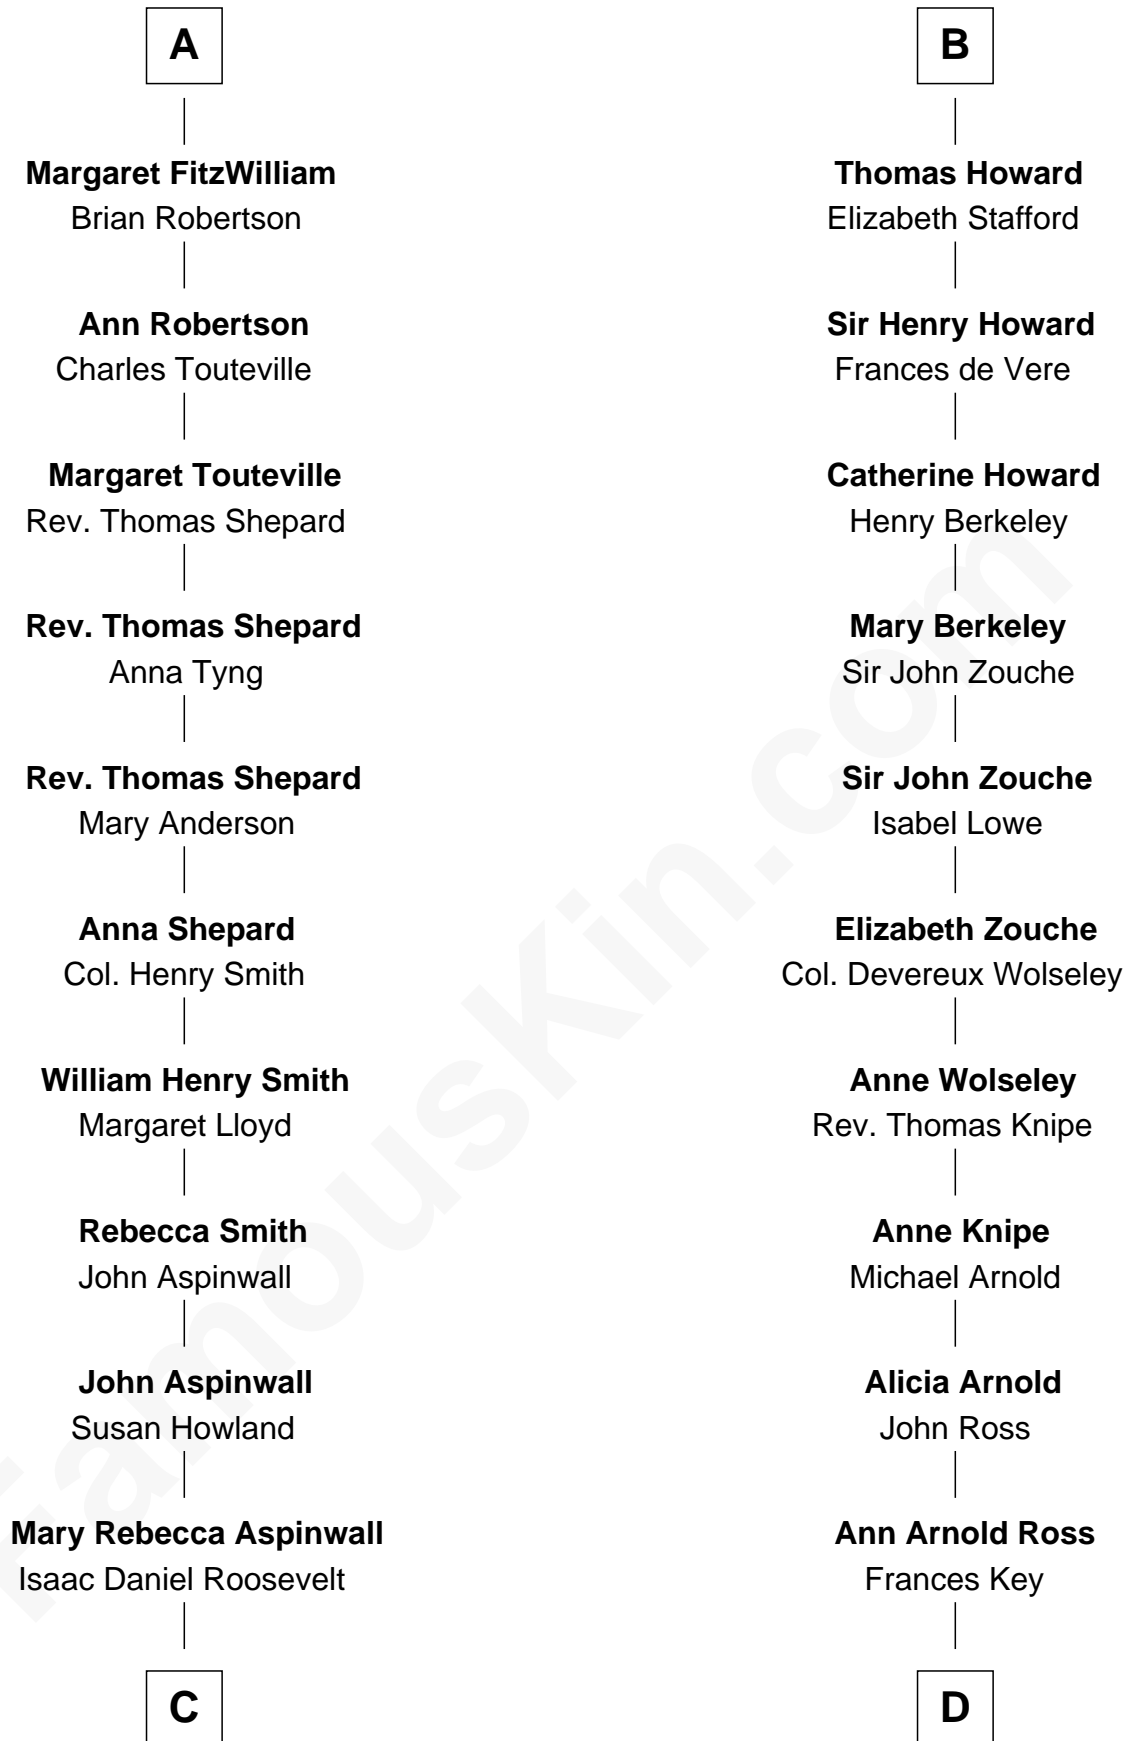 A
Margaret FitzWilliam
Brian Robertson
Ann Robertson
Charles Touteville
Margaret Touteville
Rev. Thomas Shepard
Rev. Thomas Shepard
Anna Tyng
Rev. Thomas Shepard
Mary Anderson
Anna Shepard
Col. Henry Smith
William Henry Smith
Margaret Lloyd
Rebecca Smith
John Aspinwall
John Aspinwall
Susan Howland
Mary Rebecca Aspinwall
Isaac Daniel Roosevelt
C
B
Thomas Howard
Elizabeth Stafford
Sir Henry Howard
Frances de Vere
Catherine Howard
Henry Berkeley
Mary Berkeley
Sir John Zouche
Sir John Zouche
Isabel Lowe
Elizabeth Zouche
Col. Devereux Wolseley
Anne Wolseley
Rev. Thomas Knipe
Anne Knipe
Michael Arnold
Alicia Arnold
John Ross
Ann Arnold Ross
Frances Key
D
FamousKin.com